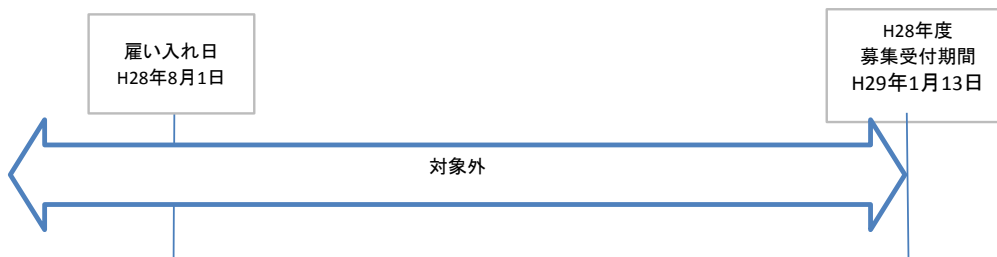 雇い入れ日
H28年8月1日
H28年度
募集受付期間
H29年1月13日
対象外